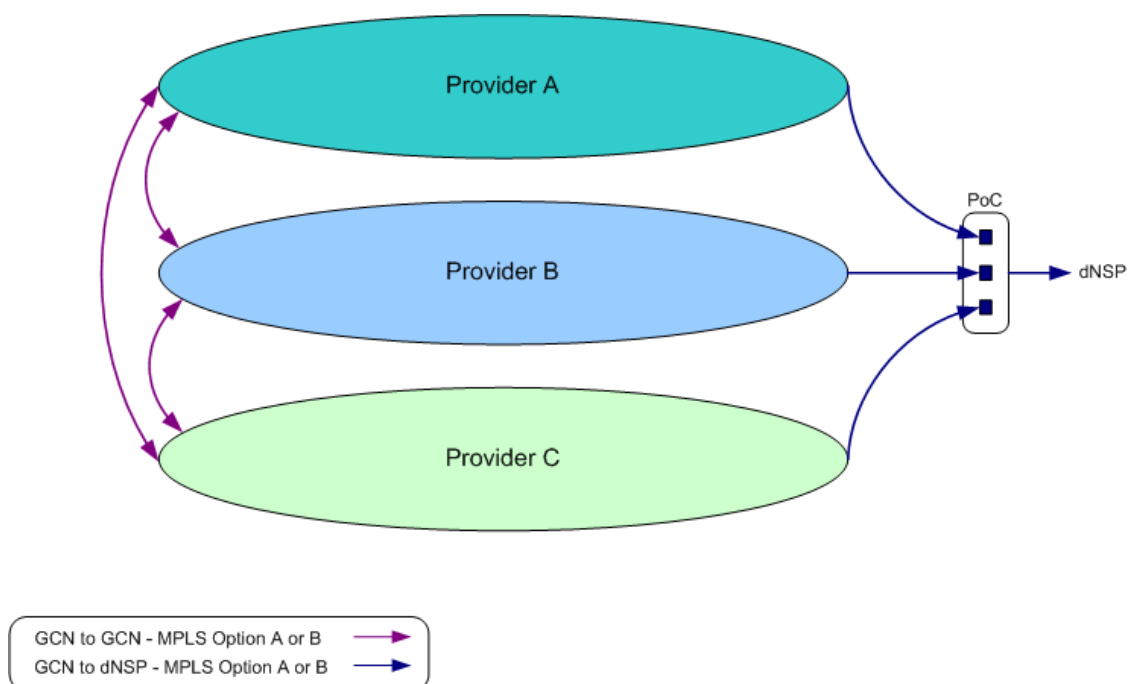 Provider A
PoC
Provider B
dNSP
Provider C
GCN to GCN - MPLS Option A or B
GCN to dNSP - MPLS Option A or B